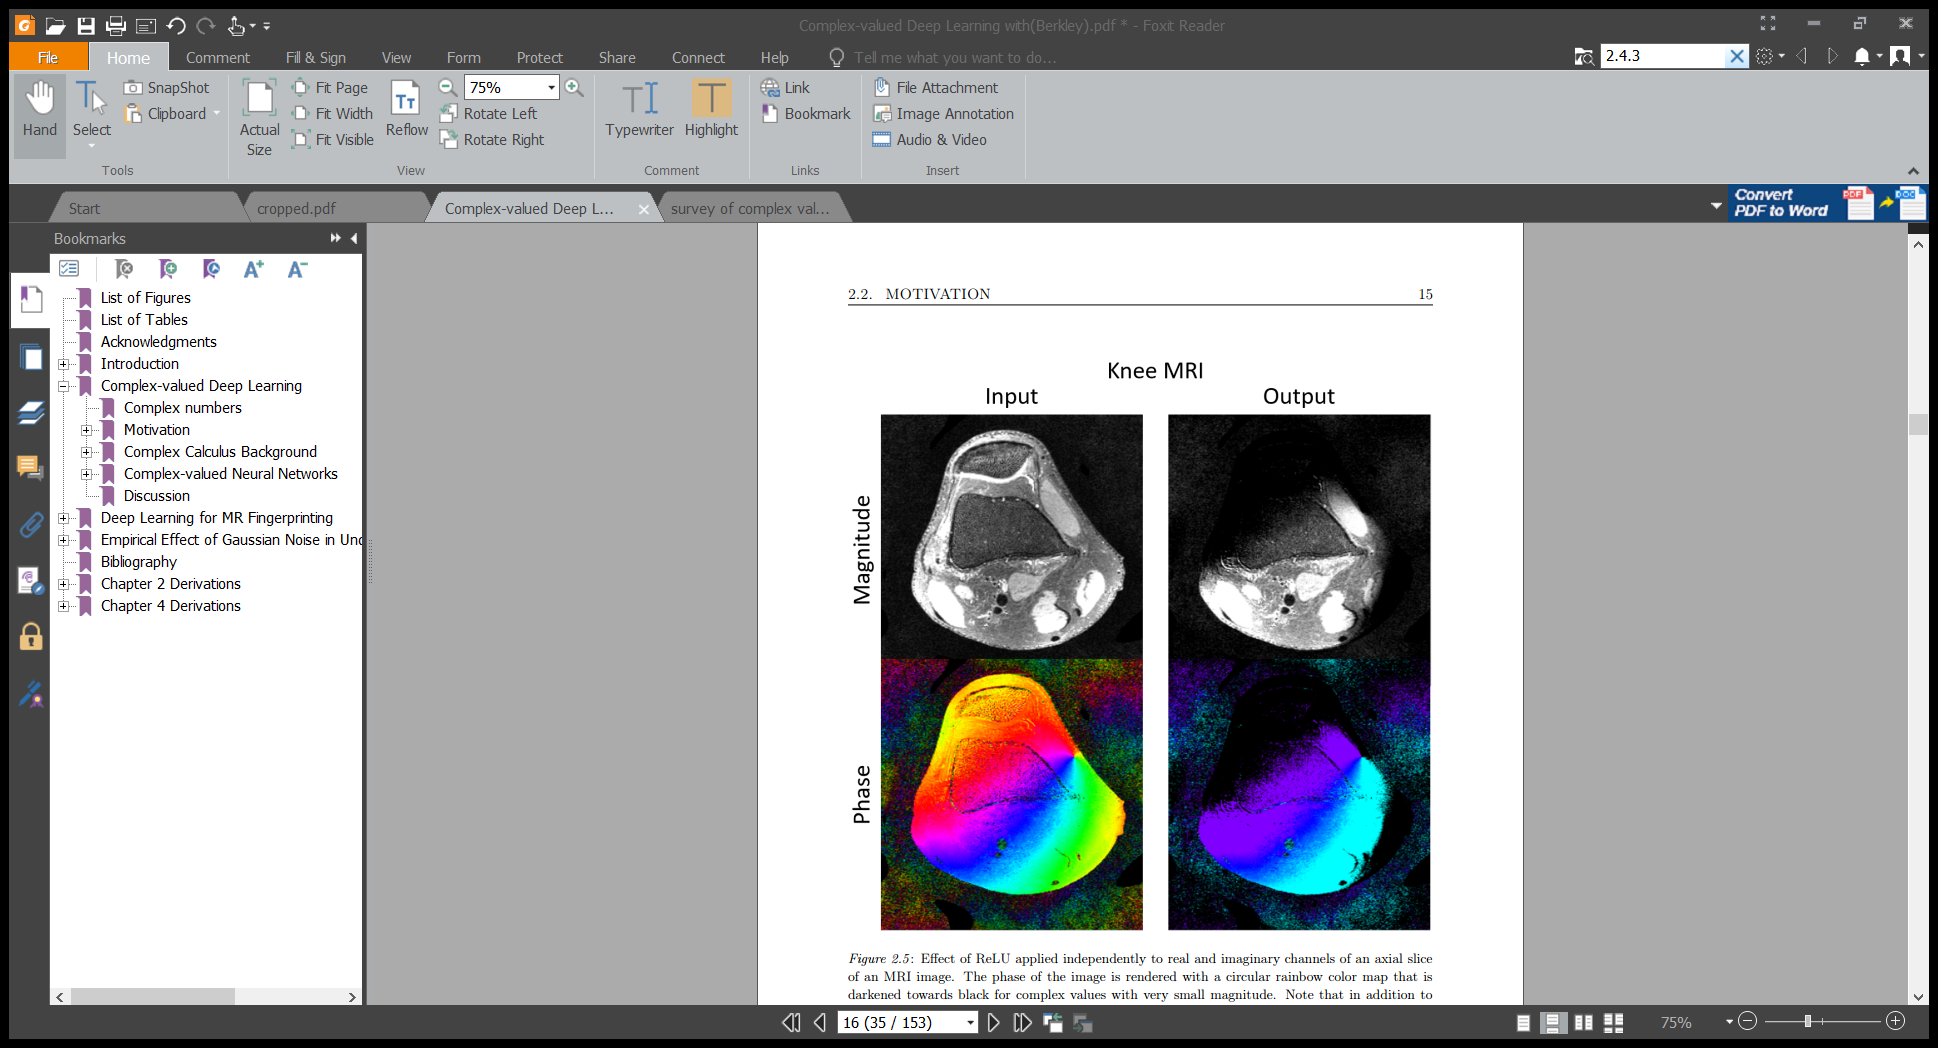 Complex-valued Deep Learning with(Berkley).pdf * - Foxit Reader
File Home Comment Fill & Sign View Form Protect Share Connect Help Tell me what you want to do... 2.4.3
Hand
Select
SnapShot
Clipboard
Tools
Actual Size
Fit Page
Fit Width
Fit Visible
Reflow
75%
Rotate Left
Rotate Right
View
Typewriter
Highlight
Comment
Link
Bookmark
Links
File Attachment
Image Annotation
Audio & Video
Insert
Start cropped.pdf Complex-valued Deep L... survey of complex val...
Convert
PDF to Word
PDF DOC
Bookmarks
List of Figures
List of Tables
Acknowledgments
Introduction
Complex-valued Deep Learning
Complex numbers
Motivation
Complex Calculus Background
Complex-valued Neural Networks
Discussion
Deep Learning for MR Fingerprinting
Empirical Effect of Gaussian Noise in Und
Bibliography
Chapter 2 Derivations
Chapter 4 Derivations
2.2. MOTIVATION 15
Knee MRI
Input Output
Magnitude
Phase
Figure 2.5: Effect of ReLU applied independently to real and imaginary channels of an axial slice
of an MRI image. The phase of the image is rendered with a circular rainbow color map that is
darkened towards black for complex values with very small magnitude. Note that in addition to
16 (35 / 153) 75%